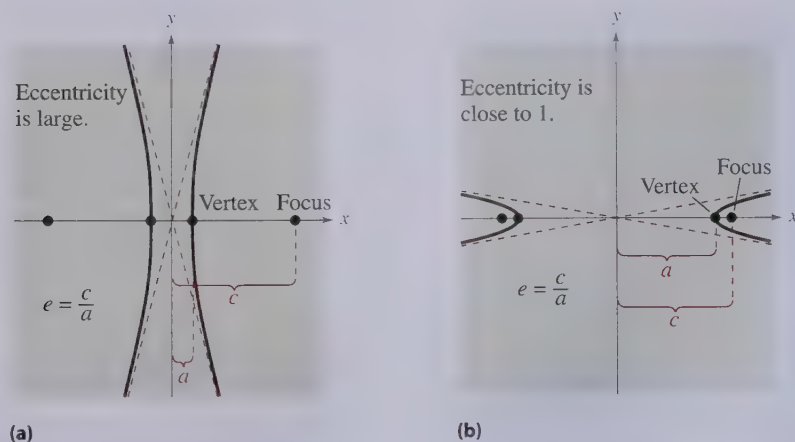 y
Eccentricity
is large.
Vertex
Focus
x
c
e = c/a
a
(a)
y
Eccentricity is
close to 1.
Vertex
Focus
x
a
e = c/a
c
(b)